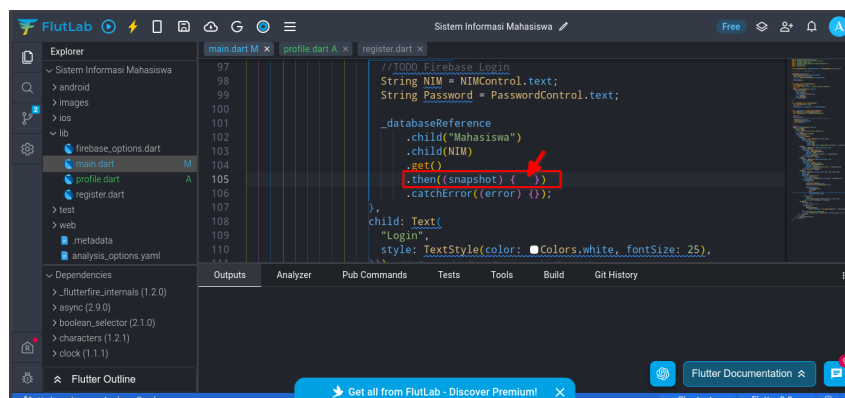 FlutLab
Sistem Informasi Mahasiswa
Free
A
Explorer
main.dart M ×
profile.dart A ×
register.dart ×
Sistem Informasi Mahasiswa
android
images
ios
lib
firebase_options.dart
main.dart M
profile.dart A
register.dart
test
web
.metadata
analysis_options.yaml
Dependencies
_flutterfire_internals (1.2.0)
async (2.9.0)
boolean_selector (2.1.0)
characters (1.2.1)
clock (1.1.1)
Flutter Outline
2
97 //TODO Firebase Login
98 String NIM = NIMControl.text;
99 String Password = PasswordControl.text;
100
101 _databaseReference
102 .child("Mahasiswa")
103 .child(NIM)
104 .get()
105 .then((snapshot) { })
106 .catchError((error) {});
107 },
108 child: Text(
109 "Login",
110 style: TextStyle(color: Colors.white, fontSize: 25),
Outputs
Analyzer
Pub Commands
Tests
Tools
Build
Git History
Flutter Documentation
Get all from FlutLab - Discover Premium! ×